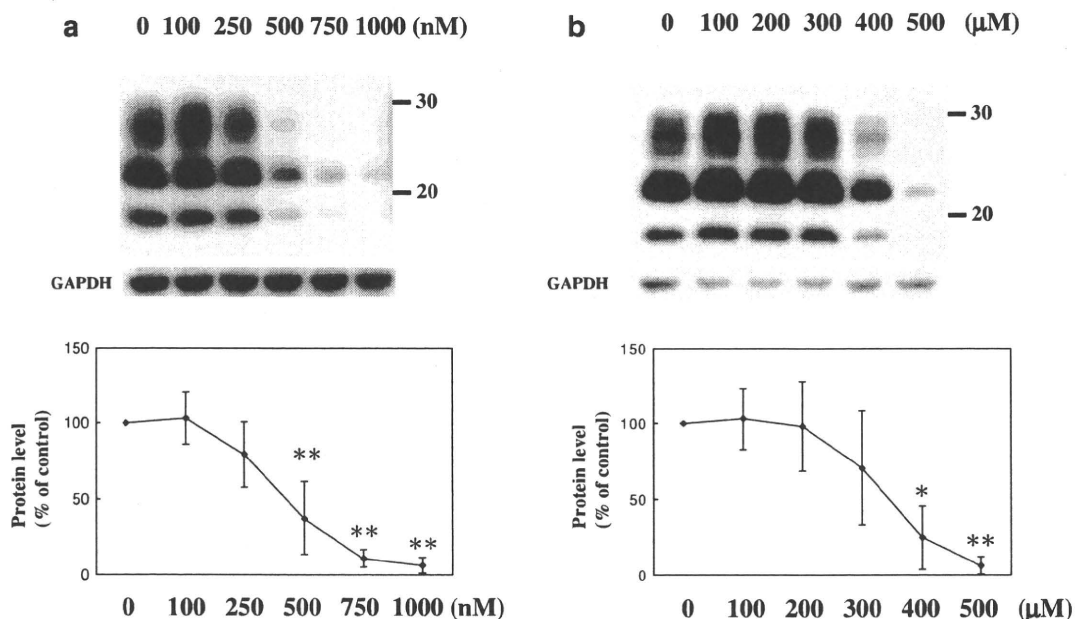 a 0 100 250 500 750 1000 (nM)
30
20
GAPDH
150
100
50
0
Protein level
(% of control)
**
**
**
0 100 250 500 750 1000 (nM)
b 0 100 200 300 400 500 (μM)
30
20
GAPDH
150
100
50
0
Protein level
(% of control)
*
**
0 100 200 300 400 500 (μM)